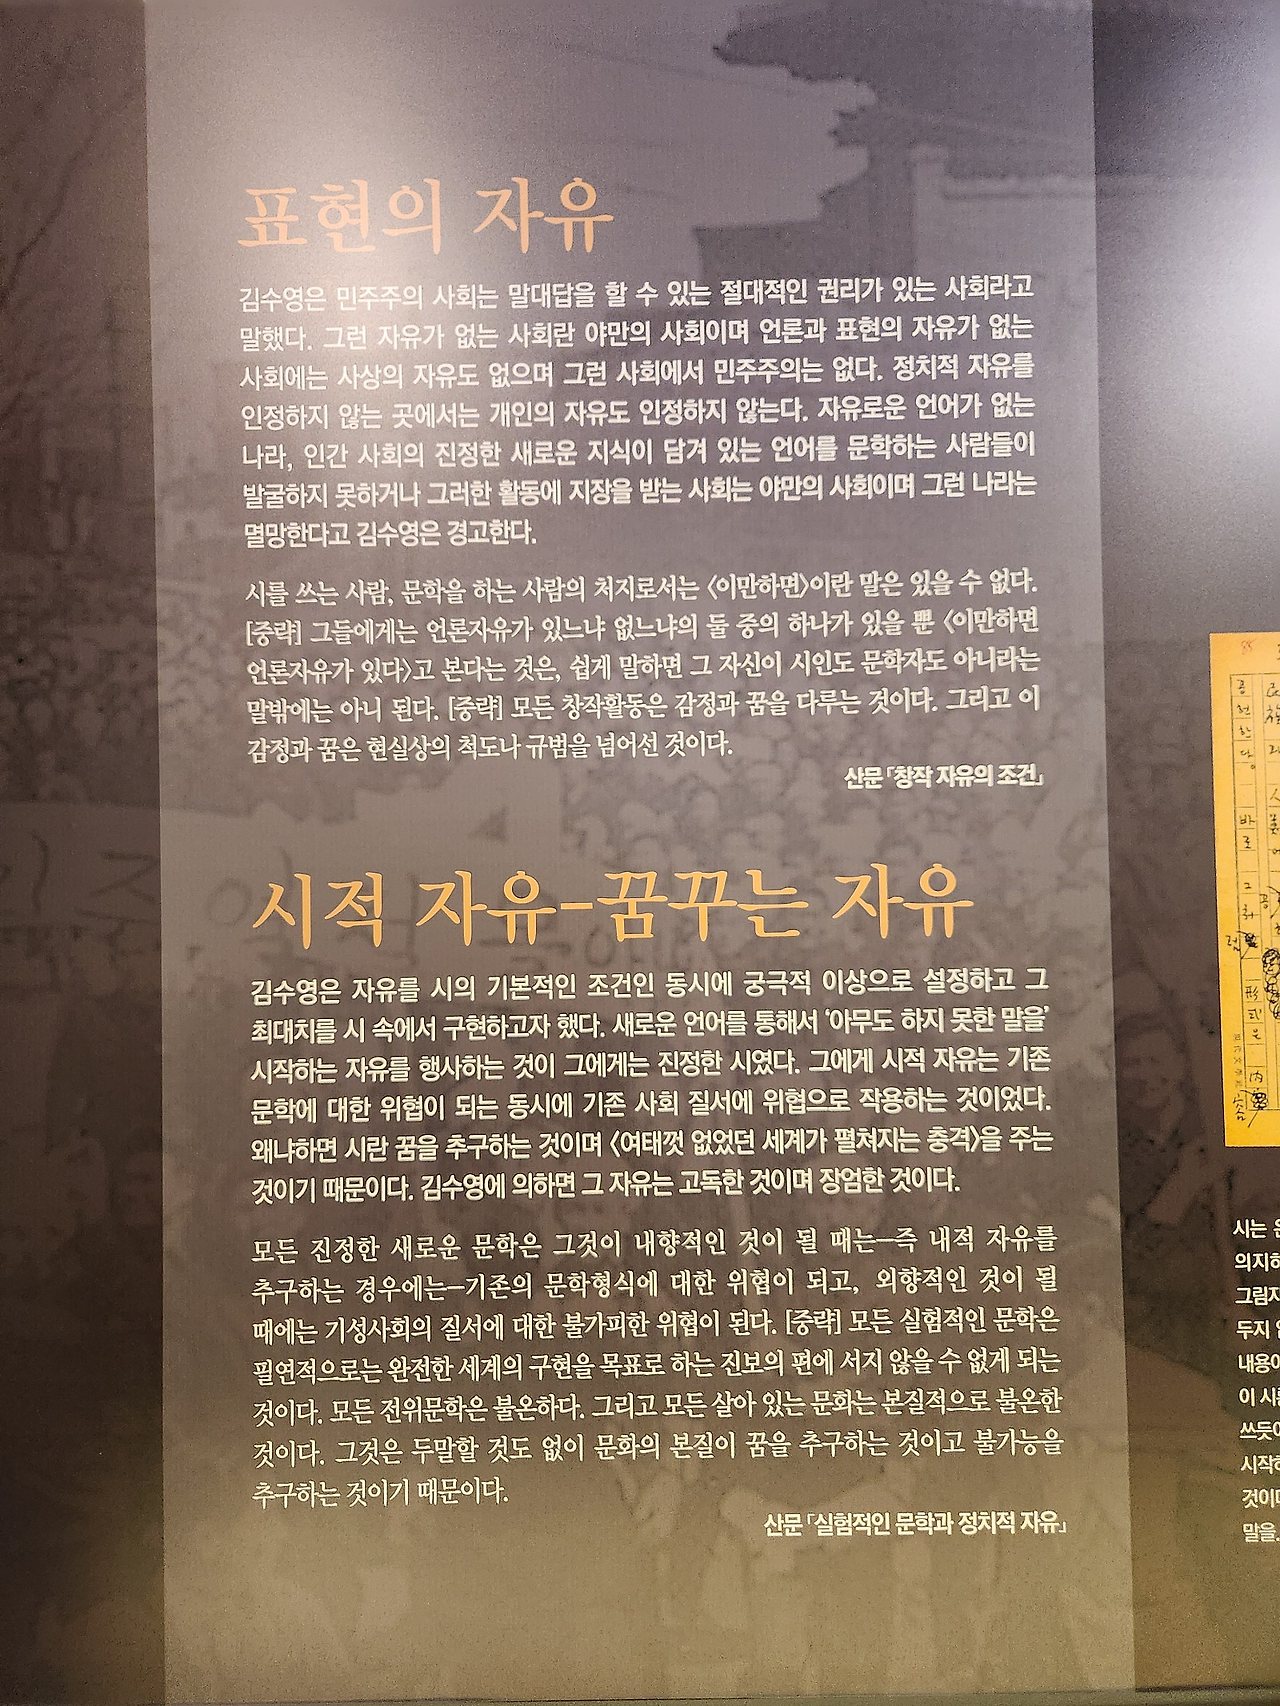 표현의 자유
김수영은 민주주의 사회는 말대답을 할 수 있는 절대적인 권리가 있는 사회라고
말했다. 그런 자유가 없는 사회란 야만의 사회이며 언론과 표현의 자유가 없는
사회에는 사상의 자유도 없으며 그런 사회에서 민주주의는 없다. 정치적 자유를
인정하지 않는 곳에서는 개인의 자유도 인정하지 않는다. 자유로운 언어가 없는
나라, 인간 사회의 진정한 새로운 지식이 담겨 있는 언어를 문학하는 사람들이
발굴하지 못하거나 그러한 활동에 지장을 받는 사회는 야만의 사회이며 그런 나라는
멸망한다고 김수영은 경고한다.
시를 쓰는 사람, 문학을 하는 사람의 처지로서는 〈이만하면〉이란 말은 있을 수 없다.
[중략] 그들에게는 언론자유가 있느냐 없느냐의 둘 중의 하나가 있을 뿐 〈이만하면
언론자유가 있다〉고 본다는 것은, 쉽게 말하면 그 자신이 시인도 문학자도 아니라는
말밖에는 아니 된다. [중략] 모든 창작활동은 감정과 꿈을 다루는 것이다. 그리고 이
감정과 꿈은 현실상의 척도나 규범을 넘어선 것이다.
산문 「창작 자유의 조건」
시적 자유-꿈꾸는 자유
김수영은 자유를 시의 기본적인 조건인 동시에 궁극적 이상으로 설정하고 그
최대치를 시 속에서 구현하고자 했다. 새로운 언어를 통해서 ‘아무도 하지 못한 말을’
시작하는 자유를 행사하는 것이 그에게는 진정한 시였다. 그에게 시적 자유는 기존
문학에 대한 위협이 되는 동시에 기존 사회 질서에 위협으로 작용하는 것이었다.
왜냐하면 시란 꿈을 추구하는 것이며 〈여태껏 없었던 세계가 펼쳐지는 충격〉을 주는
것이기 때문이다. 김수영에 의하면 그 자유는 고독한 것이며 장엄한 것이다.
모든 진정한 새로운 문학은 그것이 내향적인 것이 될 때는—즉 내적 자유를
추구하는 경우에는—기존의 문학형식에 대한 위협이 되고, 외향적인 것이 될
때에는 기성사회의 질서에 대한 불가피한 위협이 된다. [중략] 모든 실험적인 문학은
필연적으로는 완전한 세계의 구현을 목표로 하는 진보의 편에 서지 않을 수 없게 되는
것이다. 모든 전위문학은 불온하다. 그리고 모든 살아 있는 문화는 본질적으로 불온한
것이다. 그것은 두말할 것도 없이 문화의 본질이 꿈을 추구하는 것이고 불가능을
추구하는 것이기 때문이다.
산문 「실험적인 문학과 정치적 자유」
시는
의지하
그림자
두지
내용이
이 시
쓰듯이
시작하
것이다
말을